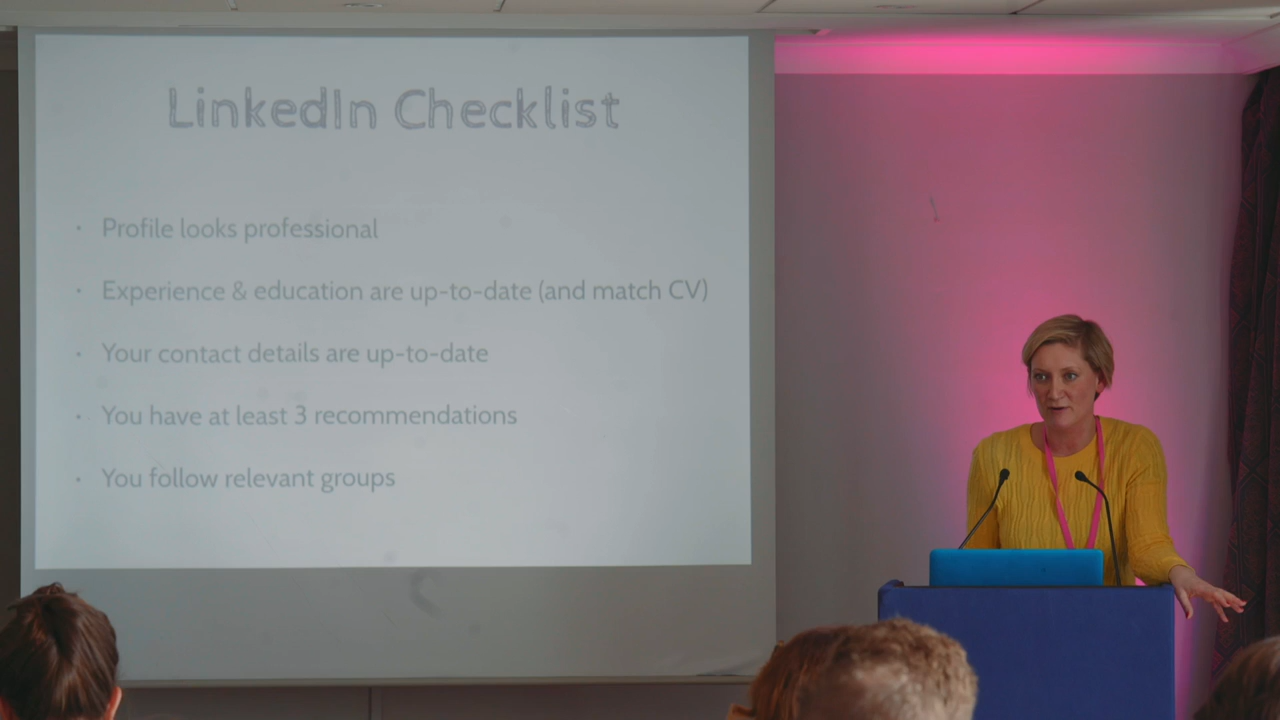 LinkedIn Checklist
• Profile looks professional
• Experience & education are up-to-date (and match CV)
• Your contact details are up-to-date
• You have at least 3 recommendations
• You follow relevant groups